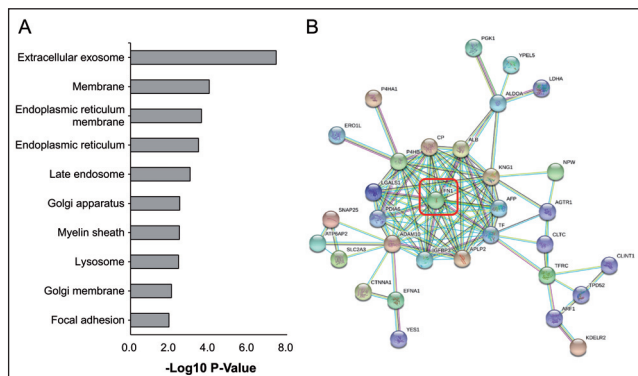 A
Extracellular exosome
Membrane
Endoplasmic reticulum
membrane
Endoplasmic reticulum
Late endosome
Golgi apparatus
Myelin sheath
Lysosome
Golgi membrane
Focal adhesion
0.0 2.0 4.0 6.0 8.0
-Log10 P-Value
B
PGK1
YPEL5
LDHA
ALDOA
P4HA1
ERO1L
CP
ALB
P4HB
KNG1
NPW
LGALS1
FN1
AFP
AGTR1
SNAP25
TF
CLTC
ATP6AP2
ADAM10
SLC2A3
APLP2
TFRC
CLINT1
CTNNA1
TPD52
EFNA1
ARF1
YES1
KDELR2